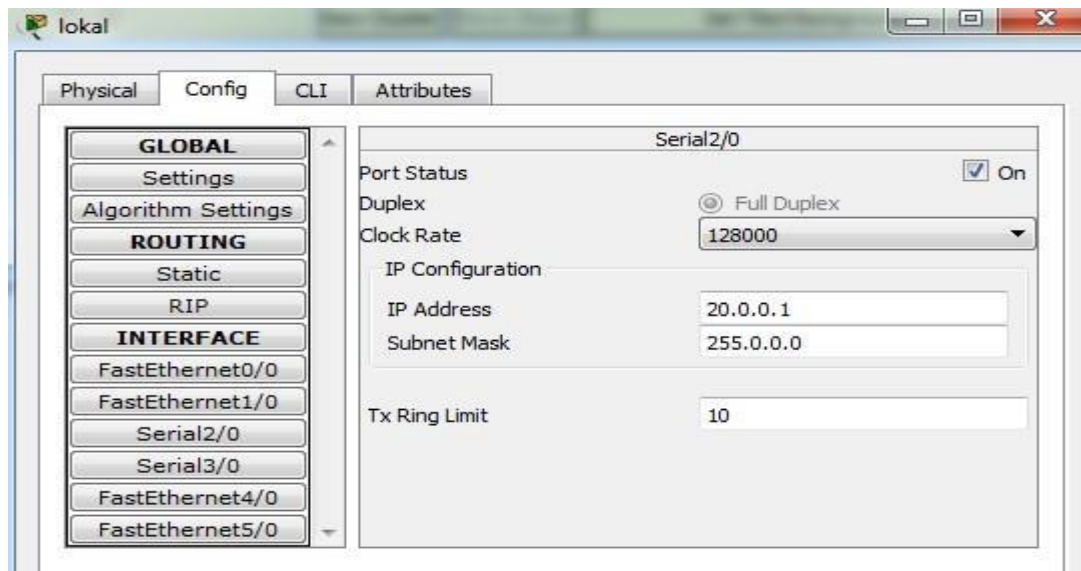 lokal
Physical Config CLI Attributes
GLOBAL
Settings
Algorithm Settings
ROUTING
Static
RIP
INTERFACE
FastEthernet0/0
FastEthernet1/0
Serial2/0
Serial3/0
FastEthernet4/0
FastEthernet5/0
Serial2/0
Port Status On
Duplex Full Duplex
Clock Rate 128000
IP Configuration
IP Address 20.0.0.1
Subnet Mask 255.0.0.0
Tx Ring Limit 10